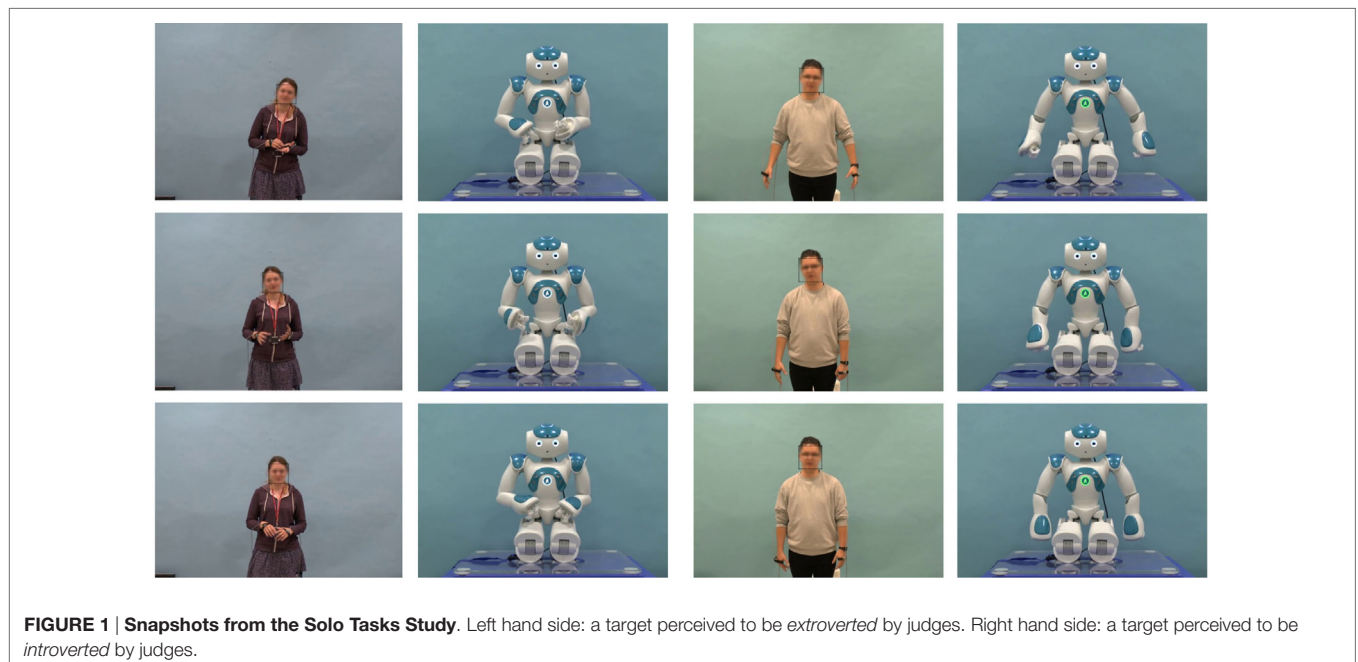 FIGURE 1 | Snapshots from the Solo Tasks Study. Left hand side: a target perceived to be extroverted by judges. Right hand side: a target perceived to be
introverted by judges.